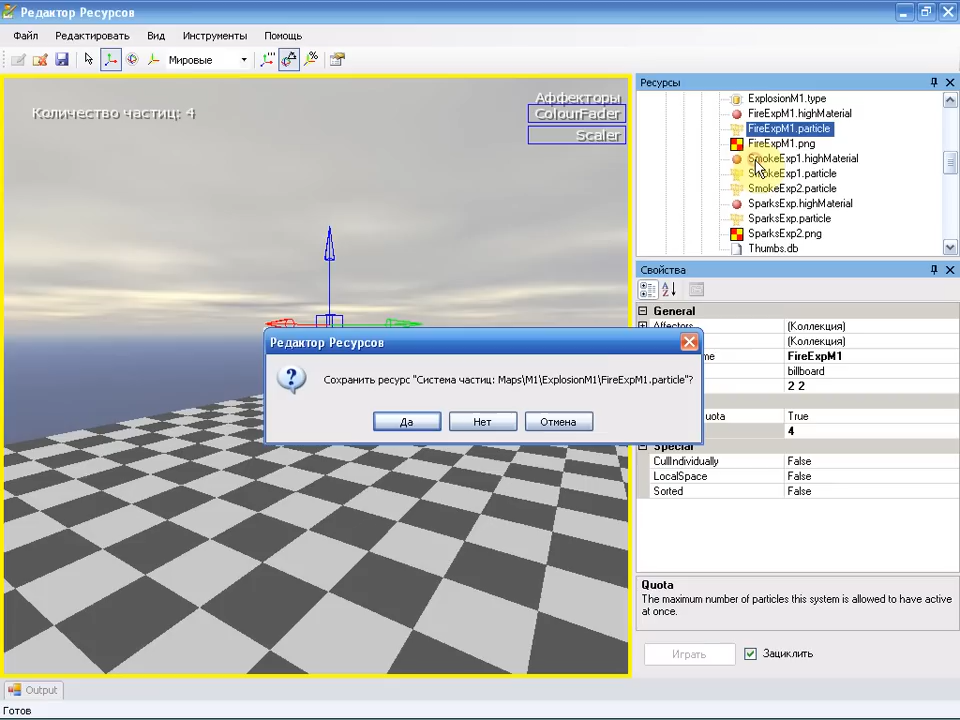 Редактор Ресурсов
Файл Редактировать Вид Инструменты Помощь
Мировые
Количество частиц: 4
Аффекторы
ColourFader
Scaler
Ресурсы
ExplosionM1.type
FireExpM1.highMaterial
FireExpM1.particle
FireExpM1.png
SmokeExp1.highMaterial
SmokeExp1.particle
SmokeExp2.particle
SparksExp.highMaterial
SparksExp.particle
SparksExp2.png
Thumbs.db
Свойства
General
Affectors (Коллекция)
(Коллекция)
me FireExpM1
billboard
2 2
uota True
4
Special
CullIndividually False
LocalSpace False
Sorted False
Quota
The maximum number of particles this system is allowed to have active
at once.
Играть Зациклить
Редактор Ресурсов
Сохранить ресурс "Система частиц: Maps\M1\ExplosionM1\FireExpM1.particle"?
Да Нет Отмена
Output
Готов